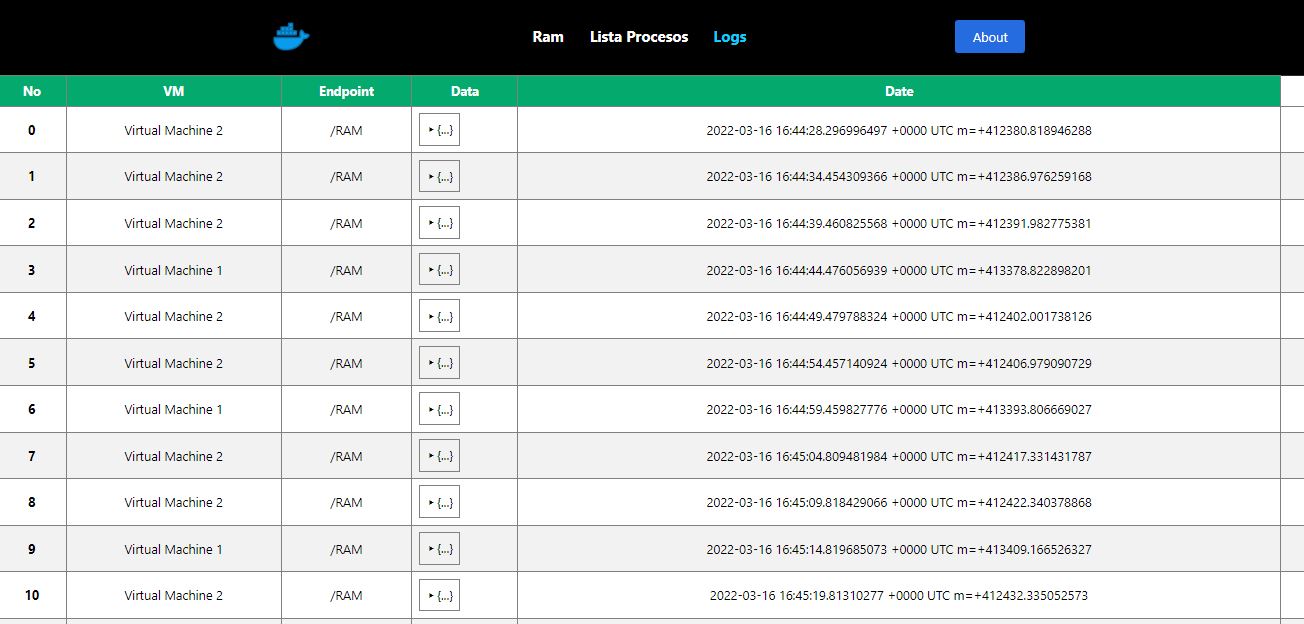 Ram Lista Procesos Logs About
No VM Endpoint Data Date
0 Virtual Machine 2 /RAM ▸ {...} 2022-03-16 16:44:28.296996497 +0000 UTC m=+412380.818946288
1 Virtual Machine 2 /RAM ▸ {...} 2022-03-16 16:44:34.454309366 +0000 UTC m=+412386.976259168
2 Virtual Machine 2 /RAM ▸ {...} 2022-03-16 16:44:39.460825568 +0000 UTC m=+412391.982775381
3 Virtual Machine 1 /RAM ▸ {...} 2022-03-16 16:44:44.476056939 +0000 UTC m=+413378.822898201
4 Virtual Machine 2 /RAM ▸ {...} 2022-03-16 16:44:49.479788324 +0000 UTC m=+412402.001738126
5 Virtual Machine 2 /RAM ▸ {...} 2022-03-16 16:44:54.457140924 +0000 UTC m=+412406.979090729
6 Virtual Machine 1 /RAM ▸ {...} 2022-03-16 16:44:59.459827776 +0000 UTC m=+413393.806669027
7 Virtual Machine 2 /RAM ▸ {...} 2022-03-16 16:45:04.809481984 +0000 UTC m=+412417.331431787
8 Virtual Machine 2 /RAM ▸ {...} 2022-03-16 16:45:09.818429066 +0000 UTC m=+412422.340378868
9 Virtual Machine 1 /RAM ▸ {...} 2022-03-16 16:45:14.819685073 +0000 UTC m=+413409.166526327
10 Virtual Machine 2 /RAM ▸ {...} 2022-03-16 16:45:19.81310277 +0000 UTC m=+412432.335052573